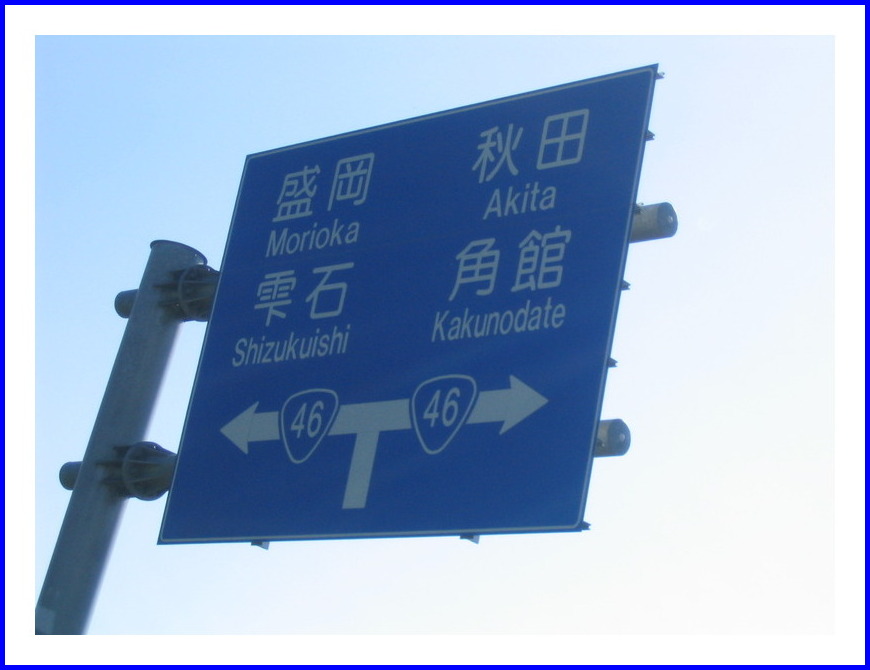 盛岡
Morioka
雫石
Shizukuishi
秋田
Akita
角館
Kakunodate
46
46